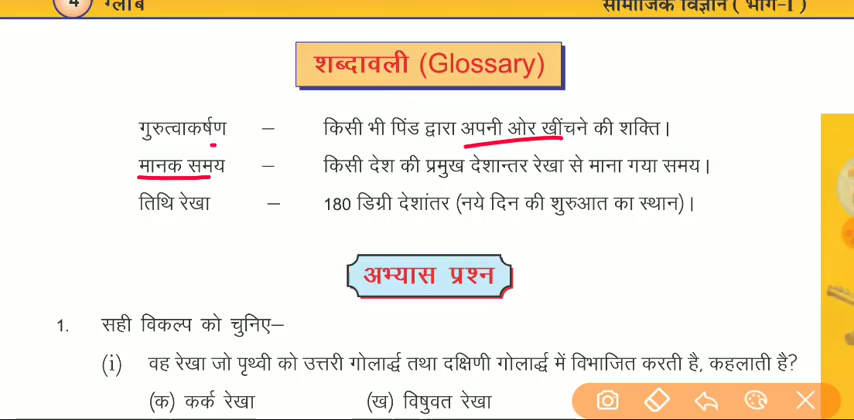 4 ग्लोब सामाजिक विज्ञान ( भाग-I )
शब्दावली (Glossary)
गुरुत्वाकर्षण – किसी भी पिंड द्वारा अपनी ओर खींचने की शक्ति।
मानक समय – किसी देश की प्रमुख देशान्तर रेखा से माना गया समय।
तिथि रेखा – 180 डिग्री देशांतर (नये दिन की शुरुआत का स्थान)।
अभ्यास प्रश्न
1. सही विकल्प को चुनिए–
(i) वह रेखा जो पृथ्वी को उत्तरी गोलार्द्ध तथा दक्षिणी गोलार्द्ध में विभाजित करती है, कहलाती है?
(क) कर्क रेखा (ख) विषुवत रेखा